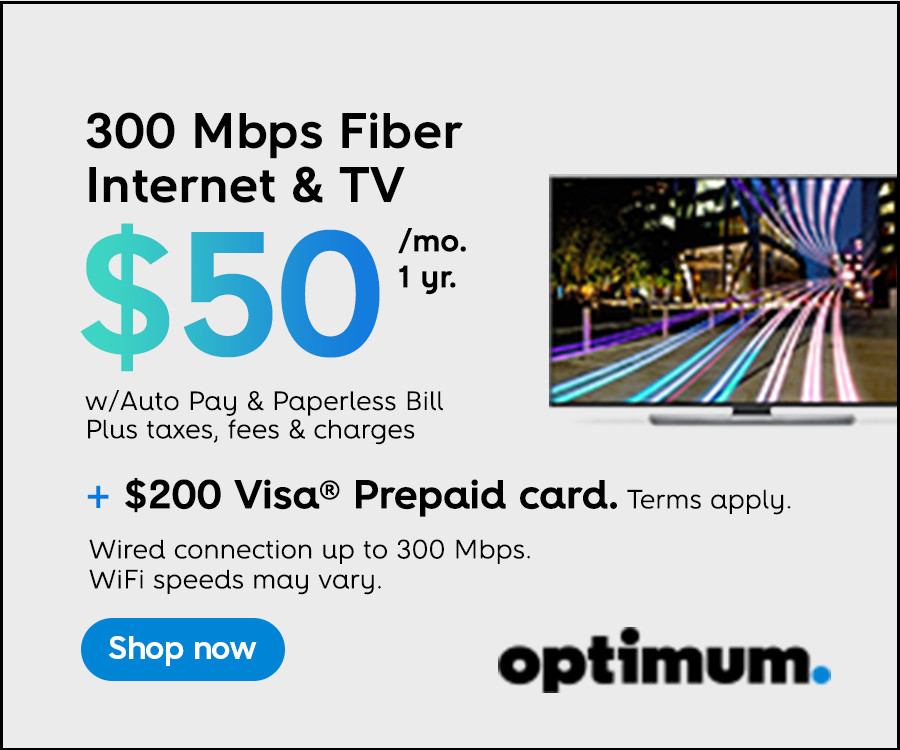 300 Mbps Fiber
Internet & TV
$50
/mo.
1 yr.
w/Auto Pay & Paperless Bill
Plus taxes, fees & charges
+ $200 Visa® Prepaid card. Terms apply.
Wired connection up to 300 Mbps.
WiFi speeds may vary.
Shop now
optimum.